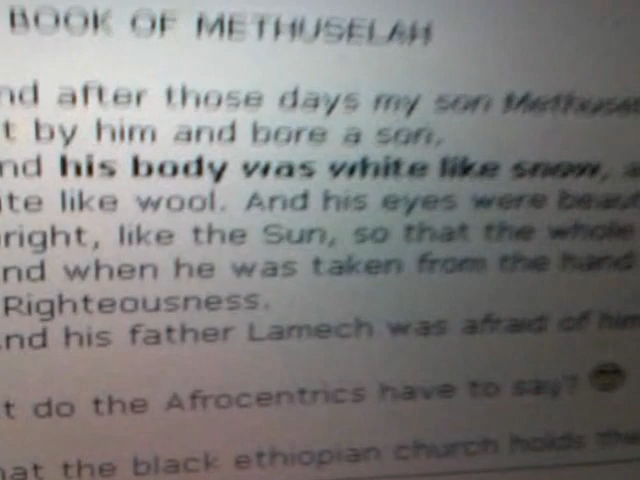 BOOK OF METHUSELAH
nd after those days my son
t by him and bore a son,
nd his body was white like snow,
ite like wool. And his eyes were
right, like the Sun, so that the whole
nd when he was taken from the hand
Righteousness.
nd his father Lamech was afraid of him
t do the Afrocentrics have to say?
hat the black ethiopian church holds